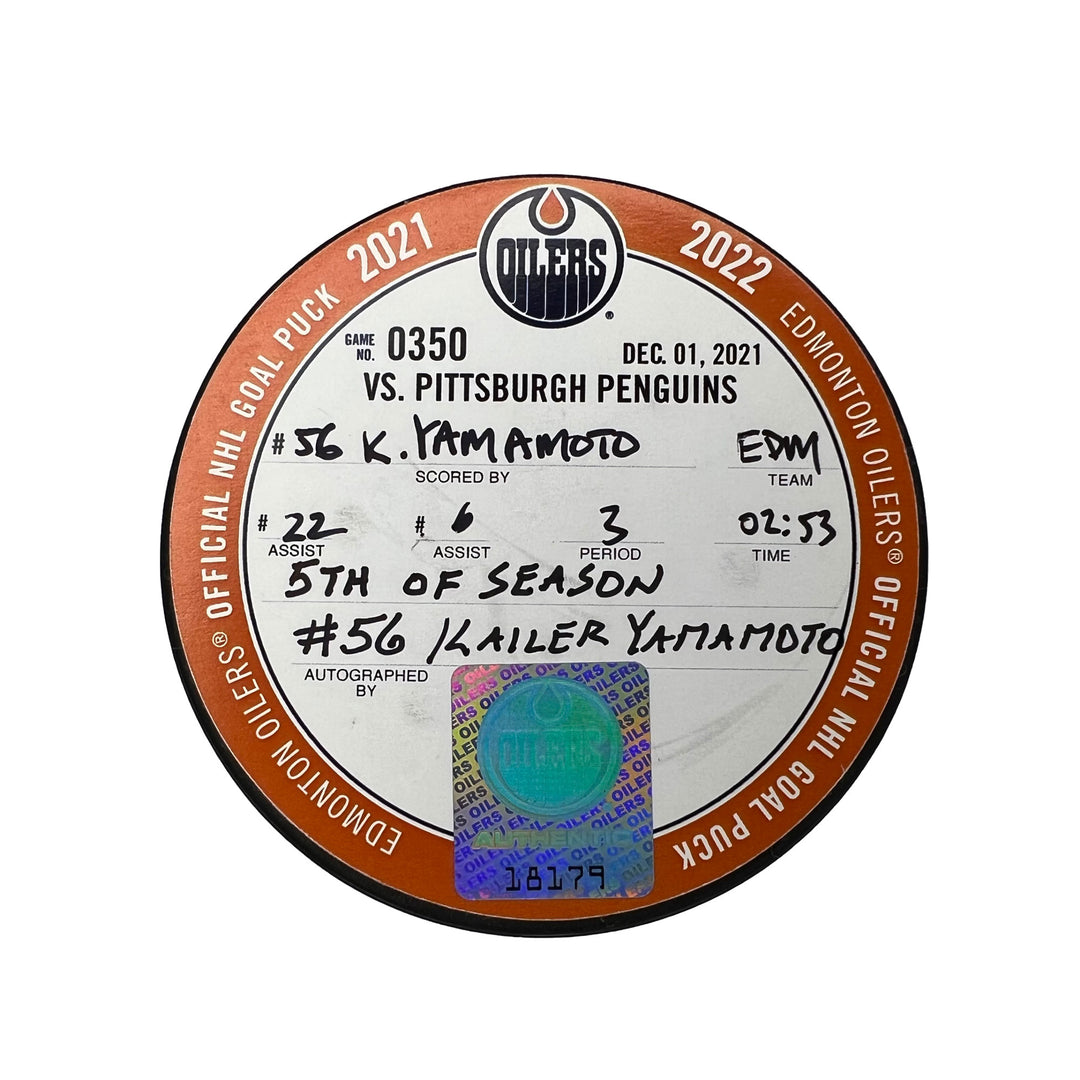 OILERS®
2021 2022
OFFICIAL NHL GOAL PUCK
EDMONTON OILERS®
EDMONTON OILERS®
OFFICIAL NHL GOAL PUCK
GAME NO. 0350 DEC. 01, 2021
VS. PITTSBURGH PENGUINS
#56 K. YAMAMOTO EDM
SCORED BY TEAM
# 22 # 6 3 02:53
ASSIST ASSIST PERIOD TIME
5TH OF SEASON
#56 KAILER YAMAMOTO
AUTOGRAPHED
BY
OILERS
AUTHENTIC
18179